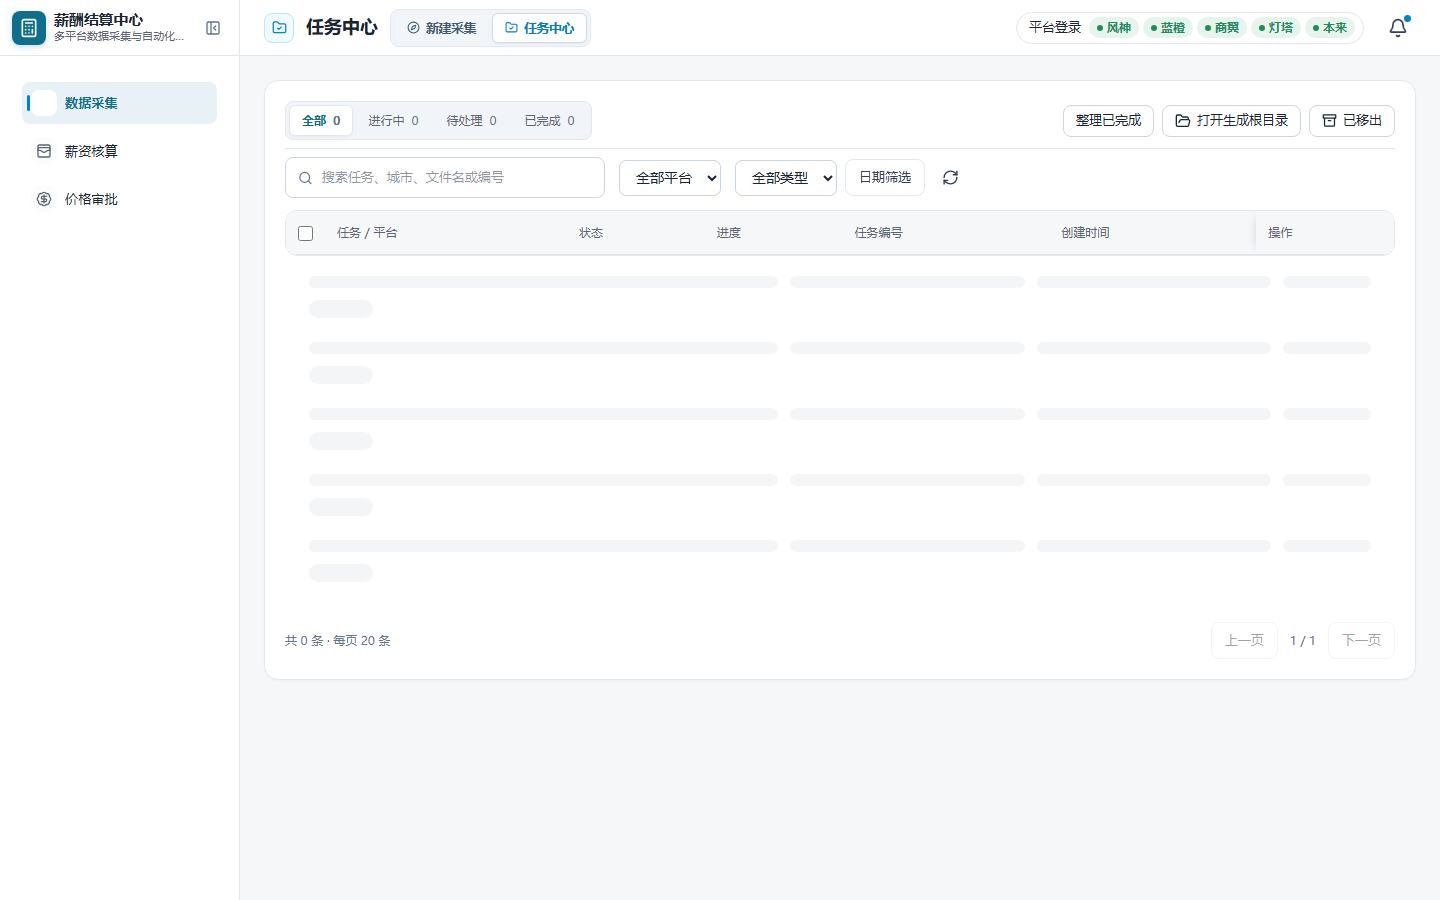 薪酬结算中心
多平台数据采集与自动化...
任务中心
新建采集
任务中心
平台登录
风神
蓝橙
商翼
灯塔
本来
数据采集
薪资核算
价格审批
全部 0
进行中 0
待处理 0
已完成 0
整理已完成
打开生成根目录
已移出
搜索任务、城市、文件名或编号
全部平台
全部类型
日期筛选
任务 / 平台
状态
进度
任务编号
创建时间
操作
共 0 条 · 每页 20 条
上一页
1 / 1
下一页